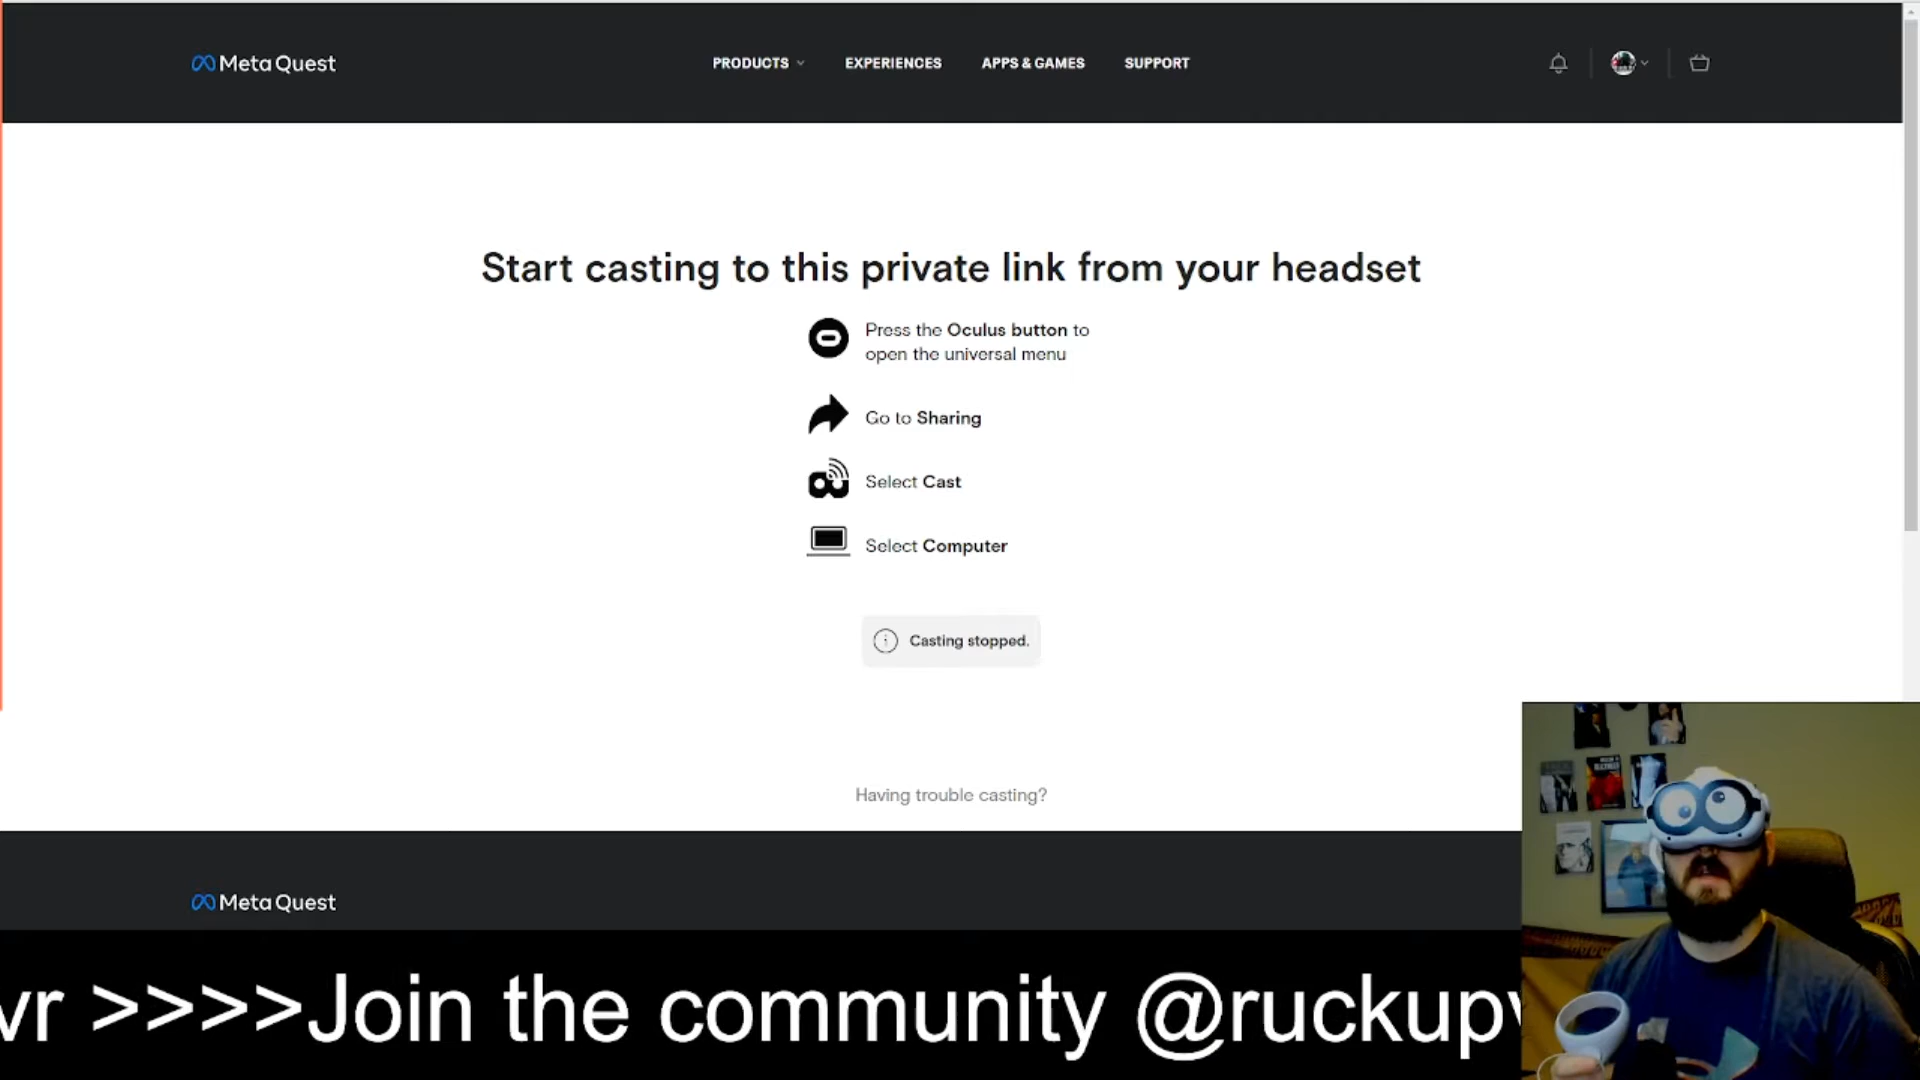 Meta Quest
PRODUCTS
EXPERIENCES
APPS & GAMES
SUPPORT
Start casting to this private link from your headset
Press the Oculus button to
open the universal menu
Go to Sharing
Select Cast
Select Computer
Casting stopped.
Having trouble casting?
Meta Quest
vr >>>>Join the community @ruckupv